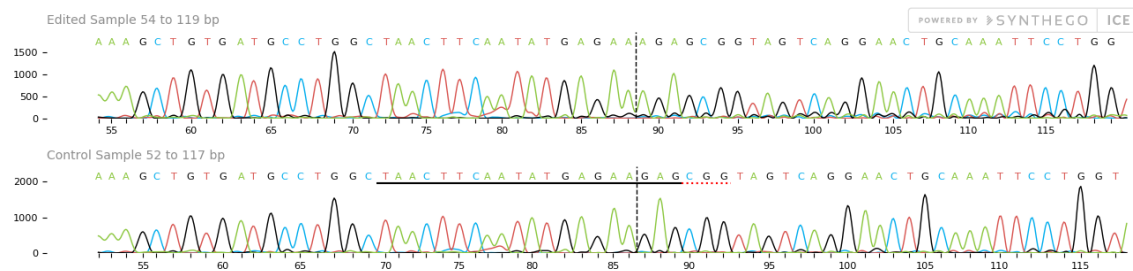 Edited Sample 54 to 119 bp
POWERED BY SYNTHEGO ICE
A A A G C T G T G A T G C C T G G C T A A C T T C A A T A T G A G A A A G A G C G G T A G T C A G G A A C T G C A A A T T C C T G G
1500
1000
500
0
55 60 65 70 75 80 85 90 95 100 105 110 115
Control Sample 52 to 117 bp
A A A G C T G T G A T G C C T G G C T A A C T T C A A T A T G A G A A G A G C G G T A G T C A G G A A C T G C A A A T T C C T G G T
2000
1000
0
55 60 65 70 75 80 85 90 95 100 105 110 115